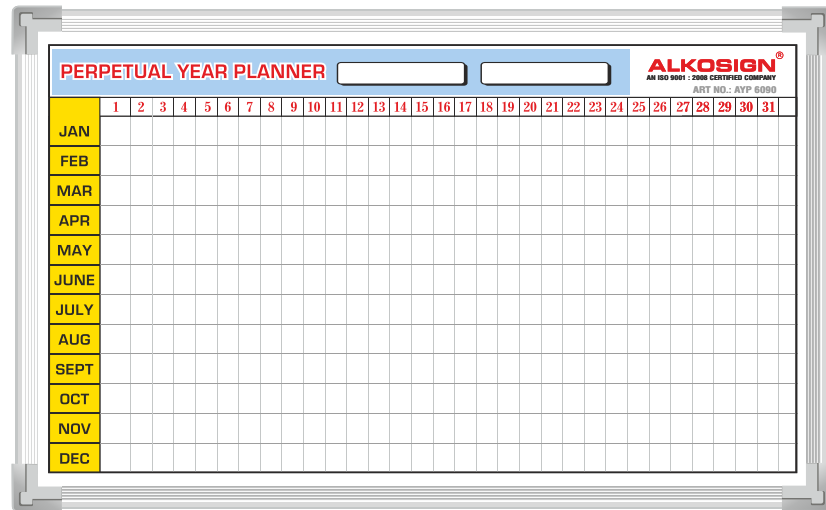 PERPETUAL YEAR PLANNER
ALKOSIGN®
AN ISO 9001 : 2008 CERTIFIED COMPANY
ART NO.: AYP 6090
1 2 3 4 5 6 7 8 9 10 11 12 13 14 15 16 17 18 19 20 21 22 23 24 25 26 27 28 29 30 31
JAN
FEB
MAR
APR
MAY
JUNE
JULY
AUG
SEPT
OCT
NOV
DEC